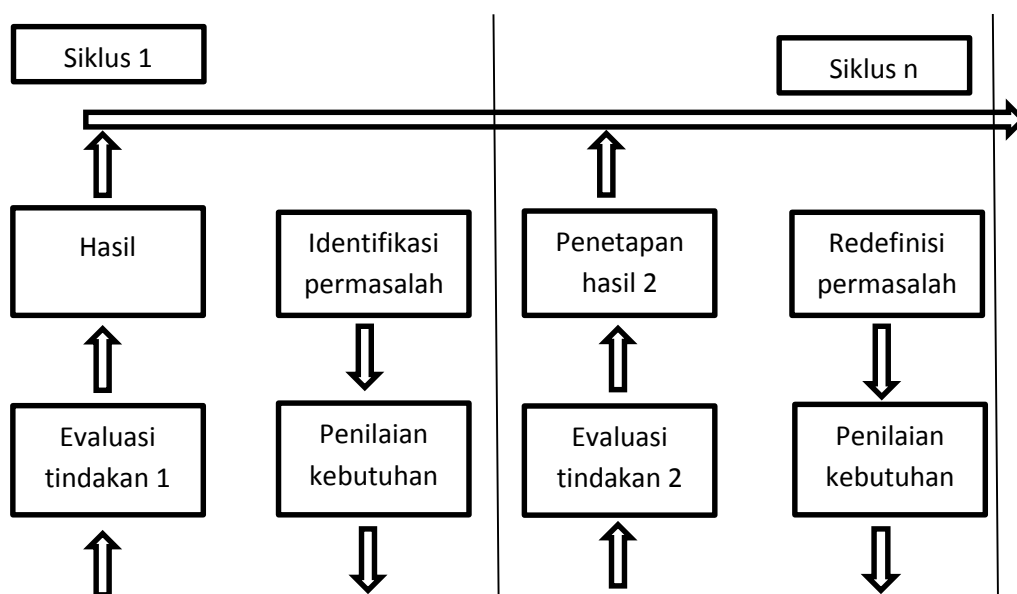 Siklus 1
Siklus n
Hasil
Identifikasi
permasalah
Penetapan
hasil 2
Redefinisi
permasalah
Evaluasi
tindakan 1
Penilaian
kebutuhan
Evaluasi
tindakan 2
Penilaian
kebutuhan